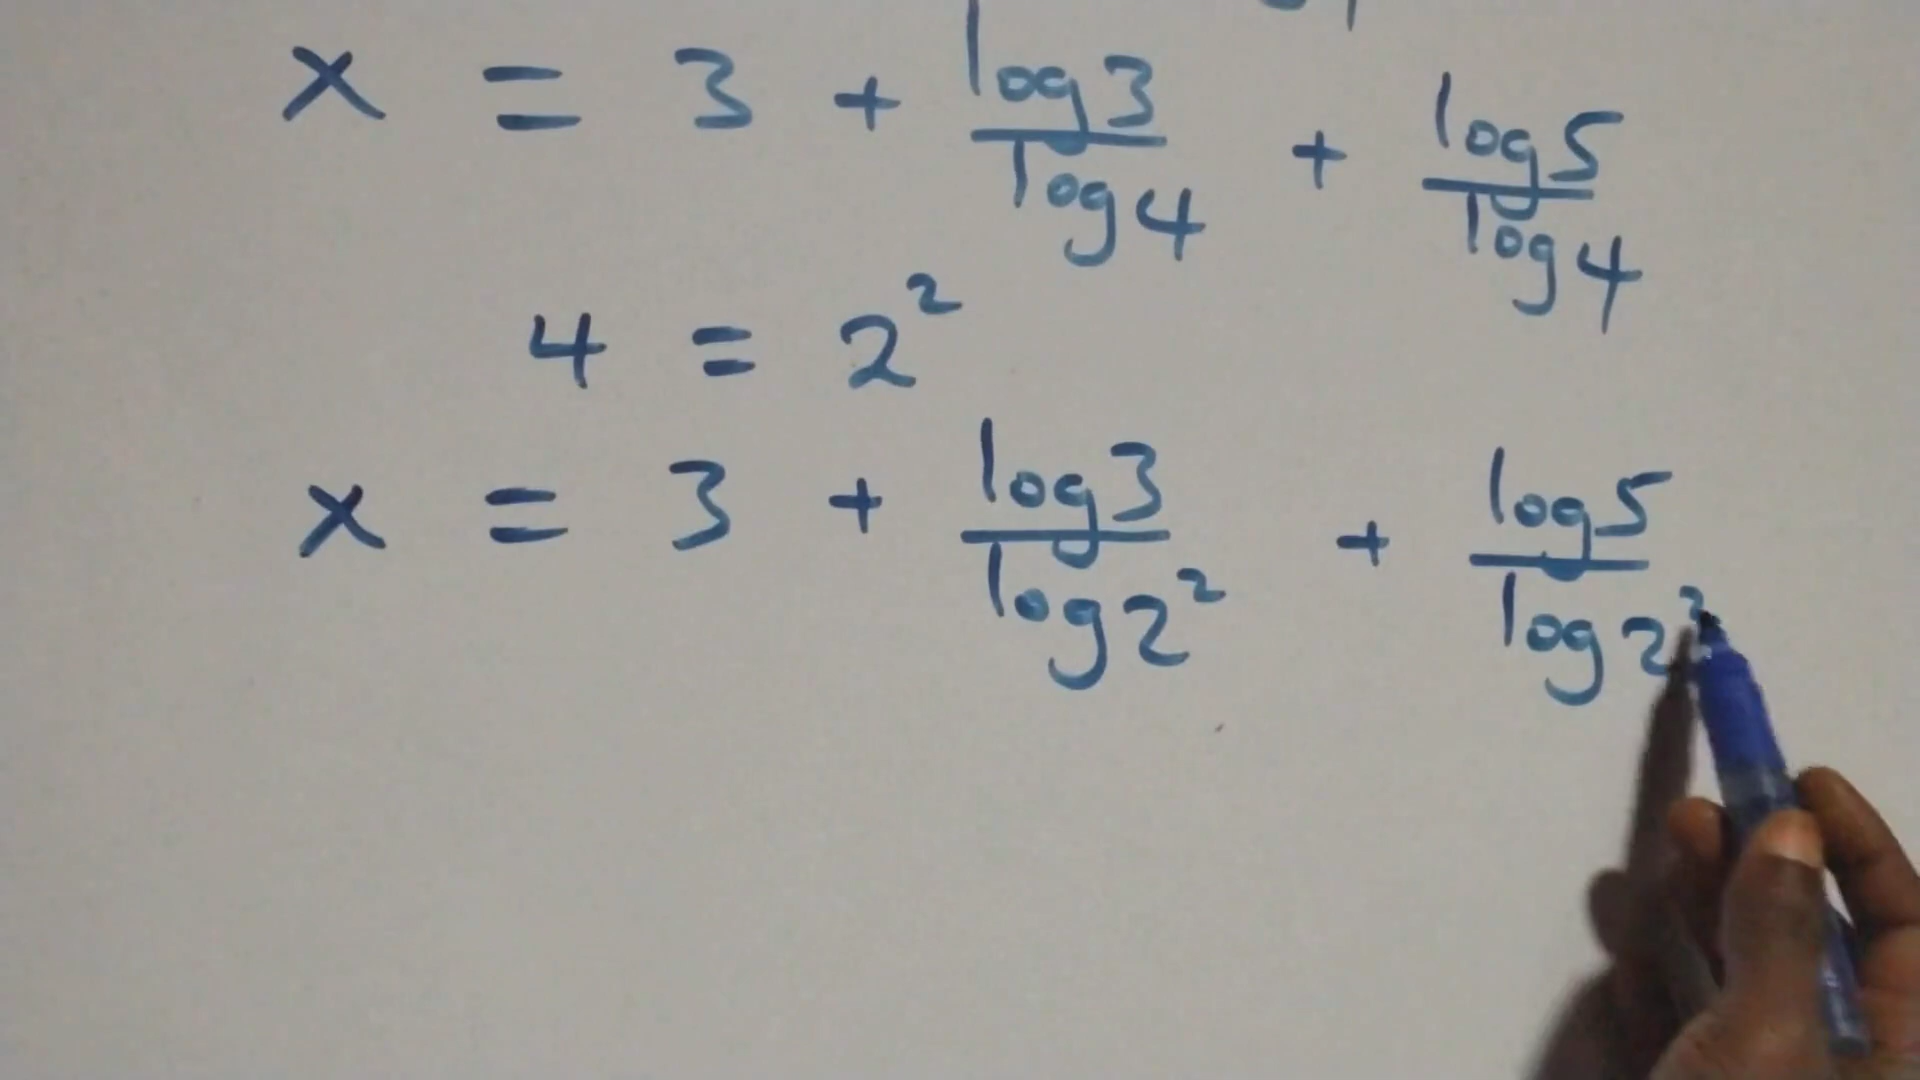 x = 3 + log3/log4 + log5/log4
4 = 2²
x = 3 + log3/log2² + log5/log2²